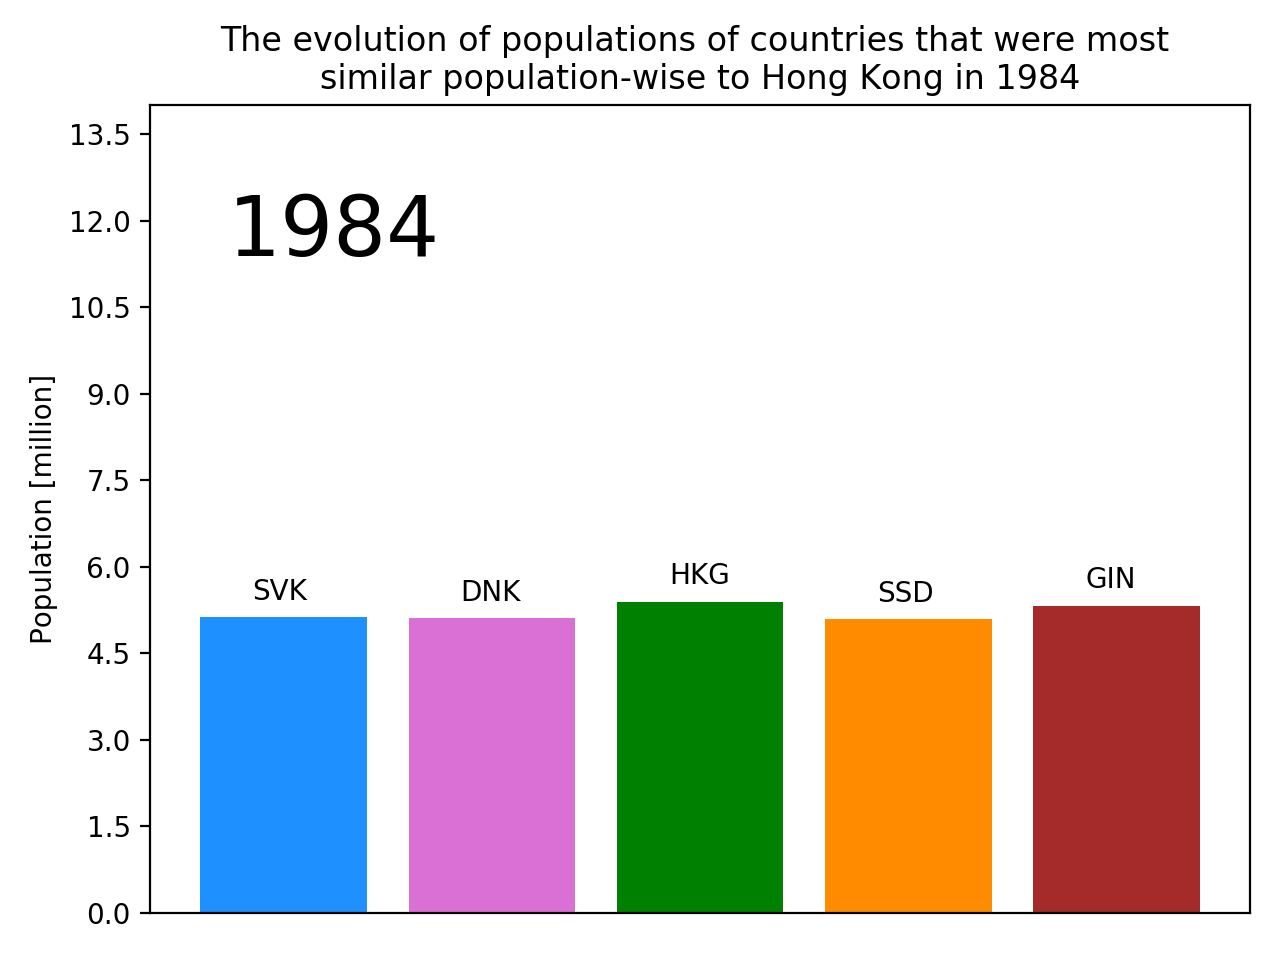 The evolution of populations of countries that were most
similar population-wise to Hong Kong in 1984
13.5
1984
12.0
10.5
9.0
Population [million]
7.5
6.0
SVK
DNK
HKG
SSD
GIN
4.5
3.0
1.5
0.0